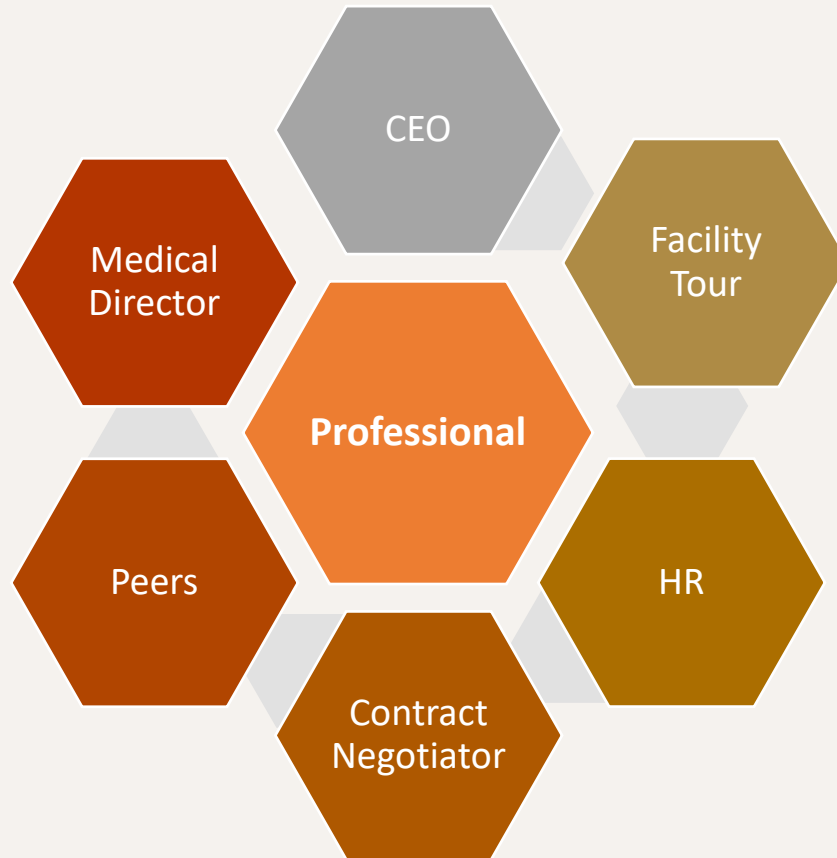 CEO
Facility
Tour
Medical
Director
Professional
Peers
HR
Contract
Negotiator